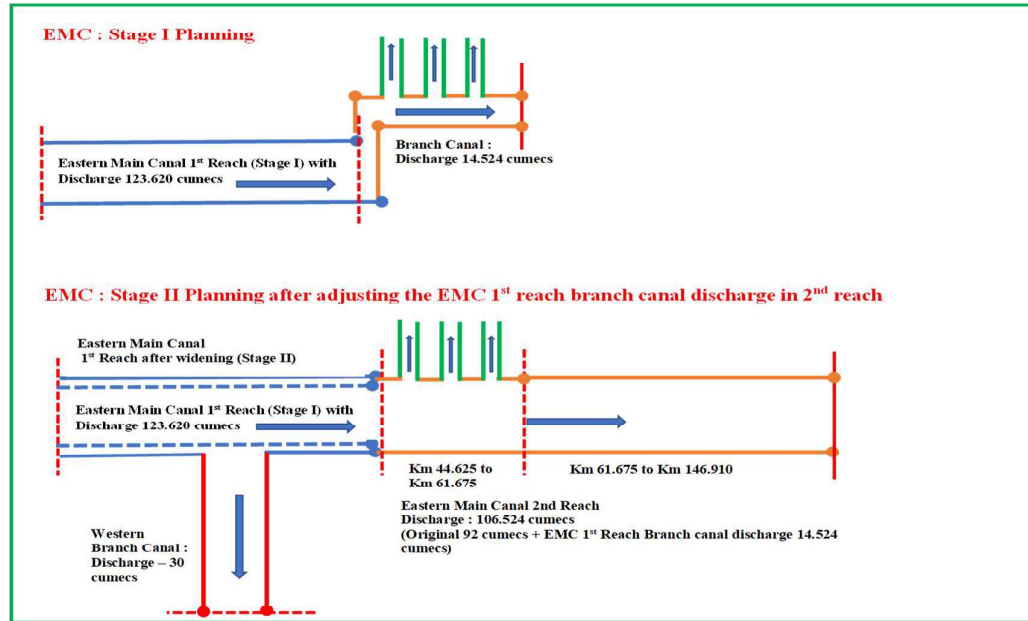 EMC : Stage I Planning
Eastern Main Canal 1st Reach (Stage I) with
Discharge 123.620 cumecs
Branch Canal :
Discharge 14.524 cumecs
EMC : Stage II Planning after adjusting the EMC 1st reach branch canal discharge in 2nd reach
Eastern Main Canal
1st Reach after widening (Stage II)
Eastern Main Canal 1st Reach (Stage I) with
Discharge 123.620 cumecs
Km 44.625 to
Km 61.675
Km 61.675 to Km 146.910
Eastern Main Canal 2nd Reach
Discharge : 106.524 cumecs
(Original 92 cumecs + EMC 1st Reach Branch canal discharge 14.524
cumecs)
Western
Branch Canal :
Discharge – 30
cumecs